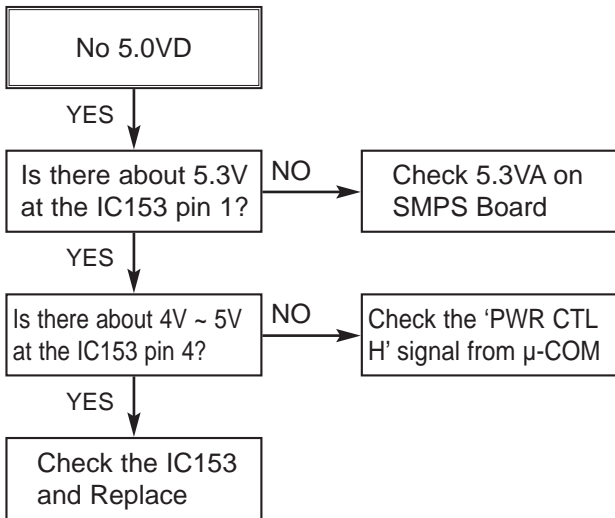 No 5.0VD
YES
Is there about 5.3V
at the IC153 pin 1?
NO
Check 5.3VA on
SMPS Board
YES
Is there about 4V ~ 5V
at the IC153 pin 4?
NO
Check the ‘PWR CTL
H’ signal from μ-COM
YES
Check the IC153
and Replace